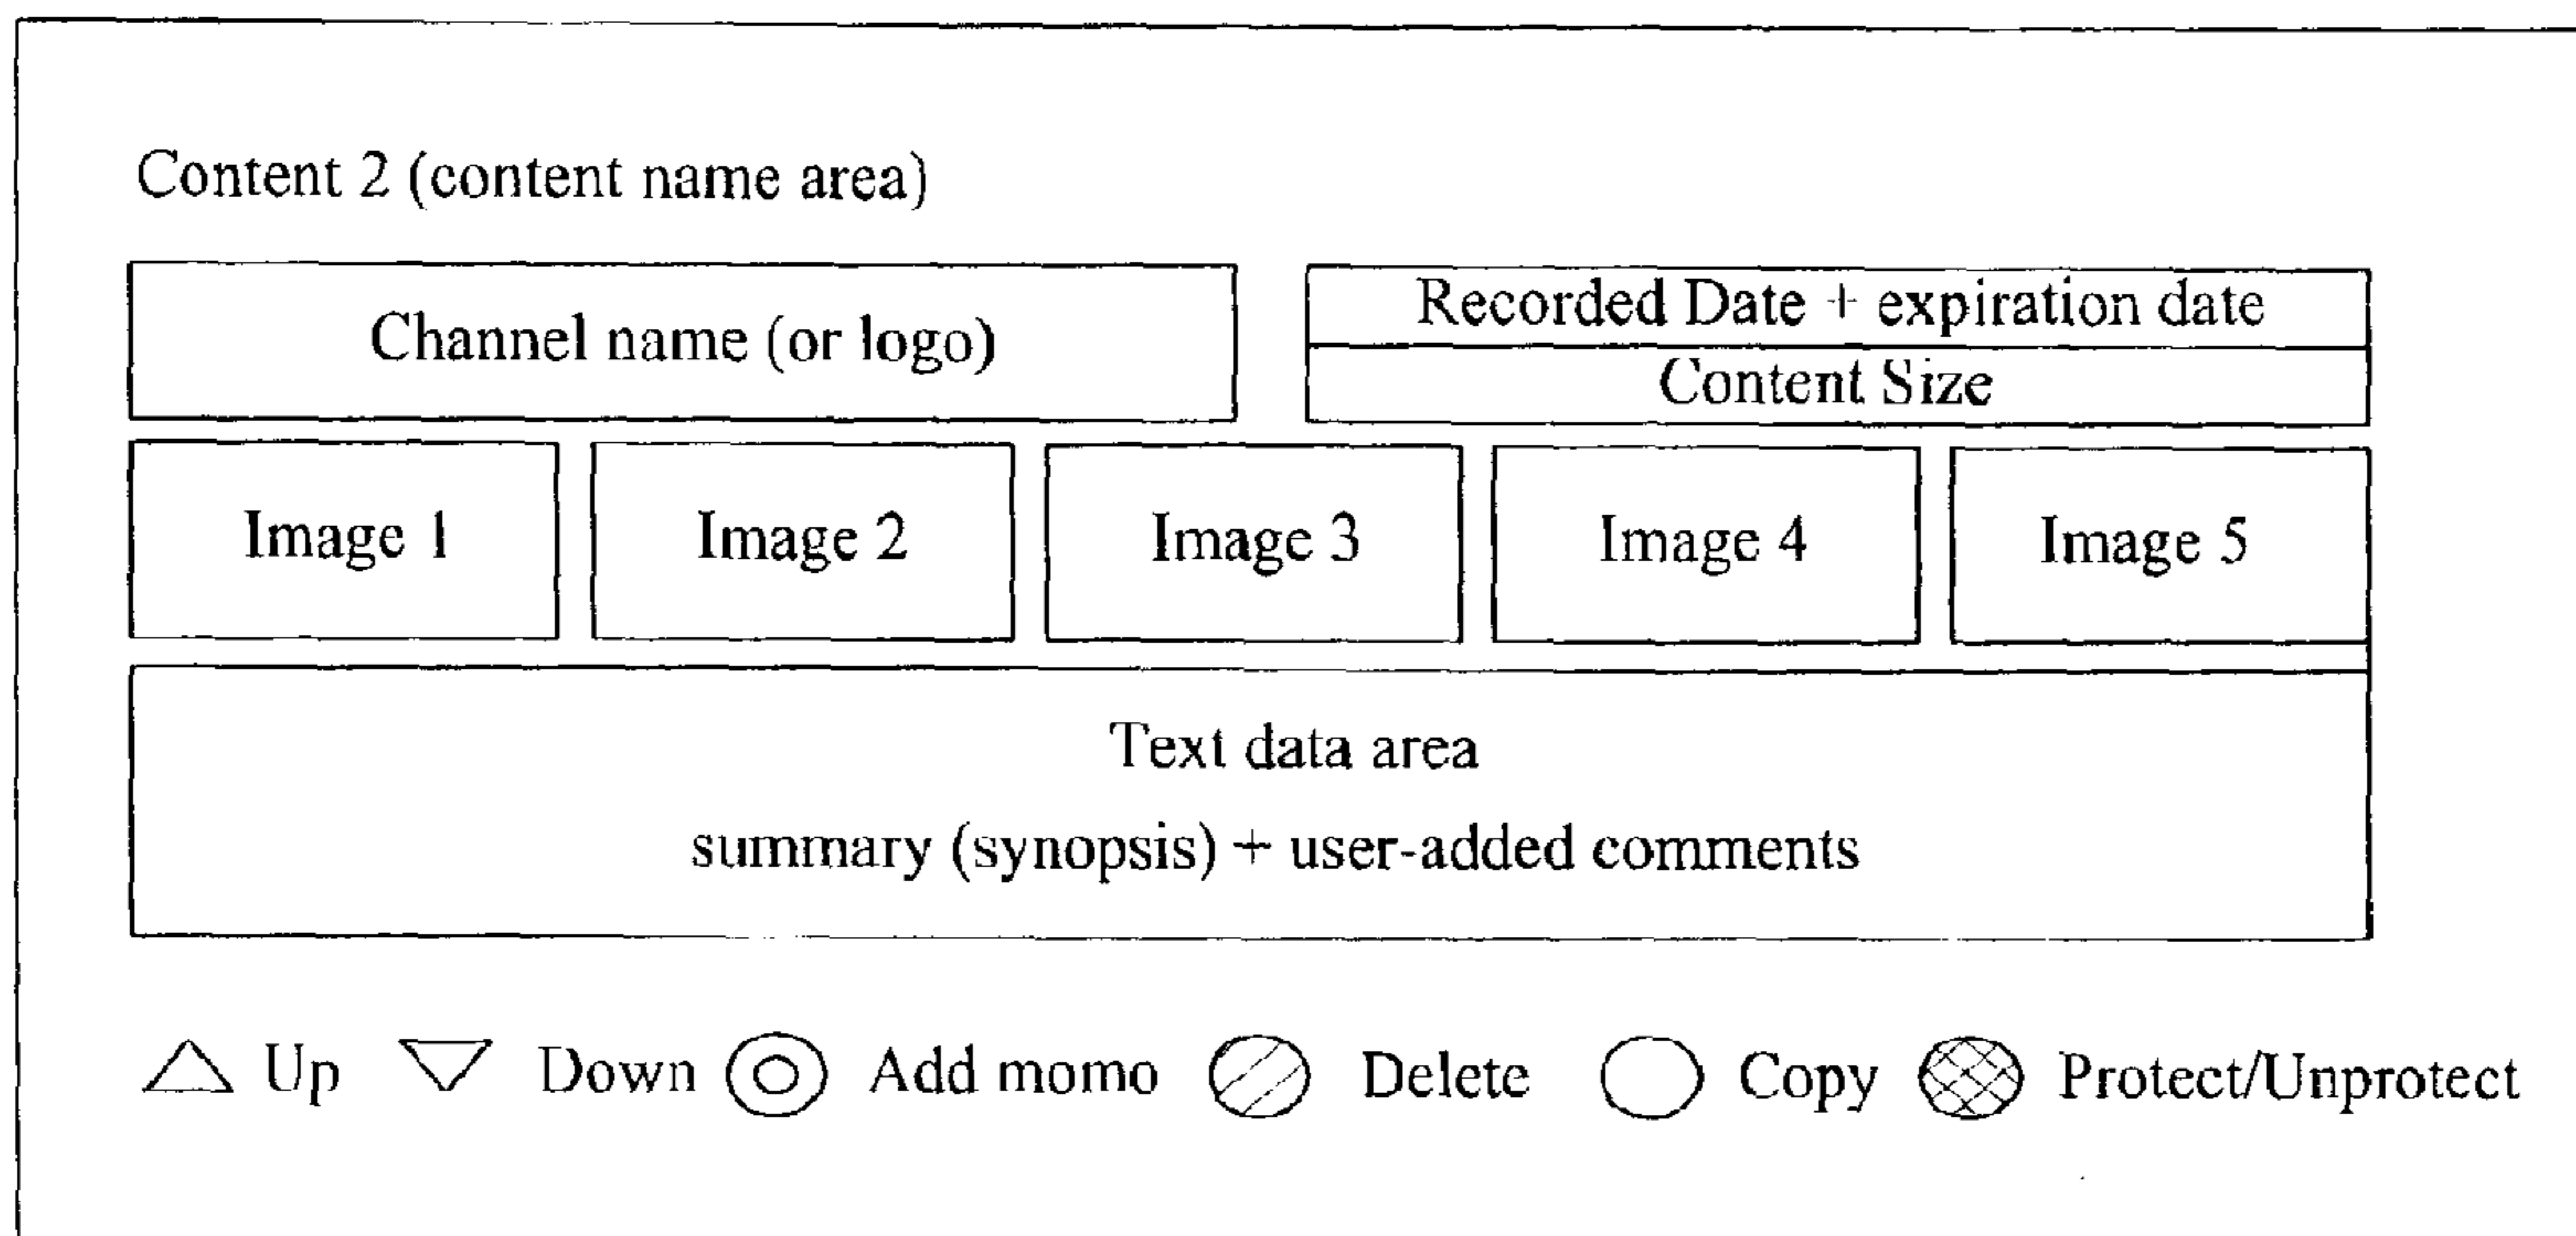 Content 2 (content name area)
Channel name (or logo)
Recorded Date + expiration date
Content Size
Image 1
Image 2
Image 3
Image 4
Image 5
Text data area
summary (synopsis) + user-added comments
Up
Down
Add momo
Delete
Copy
Protect/Unprotect